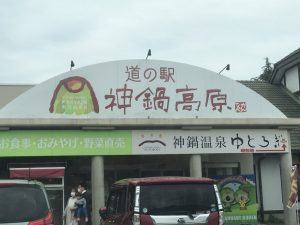 道の駅
神鍋高原
お食事・おみやげ・野菜直売
神鍋温泉 ゆとろぎ